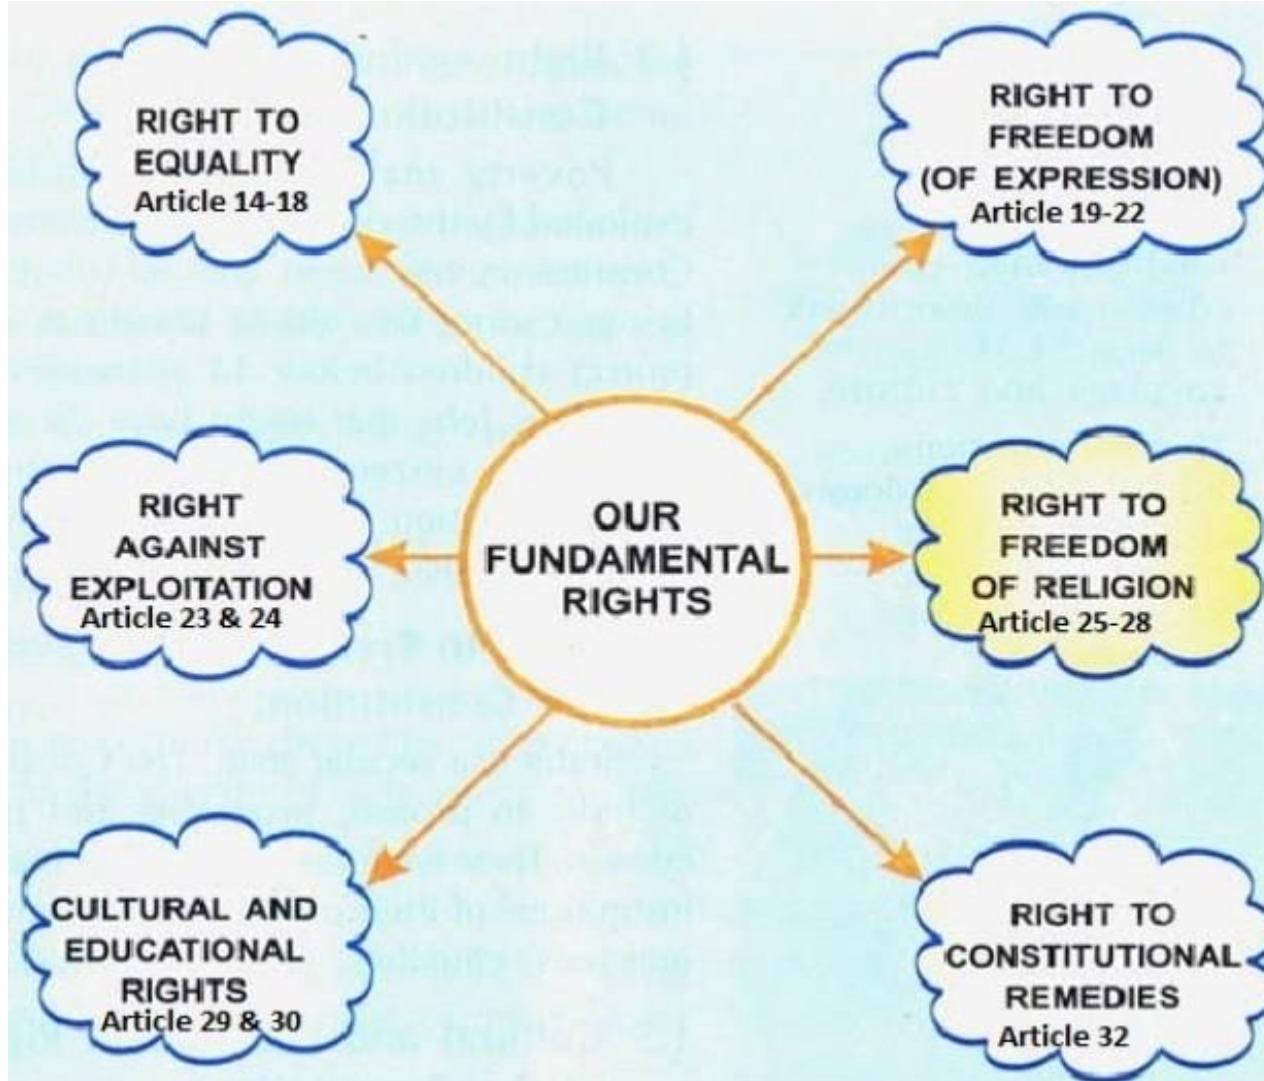 RIGHT TO
EQUALITY
Article 14-18
RIGHT TO
FREEDOM
(OF EXPRESSION)
Article 19-22
RIGHT
AGAINST
EXPLOITATION
Article 23 & 24
OUR
FUNDAMENTAL
RIGHTS
RIGHT TO
FREEDOM
OF RELIGION
Article 25-28
CULTURAL AND
EDUCATIONAL
RIGHTS
Article 29 & 30
RIGHT TO
CONSTITUTIONAL
REMEDIES
Article 32